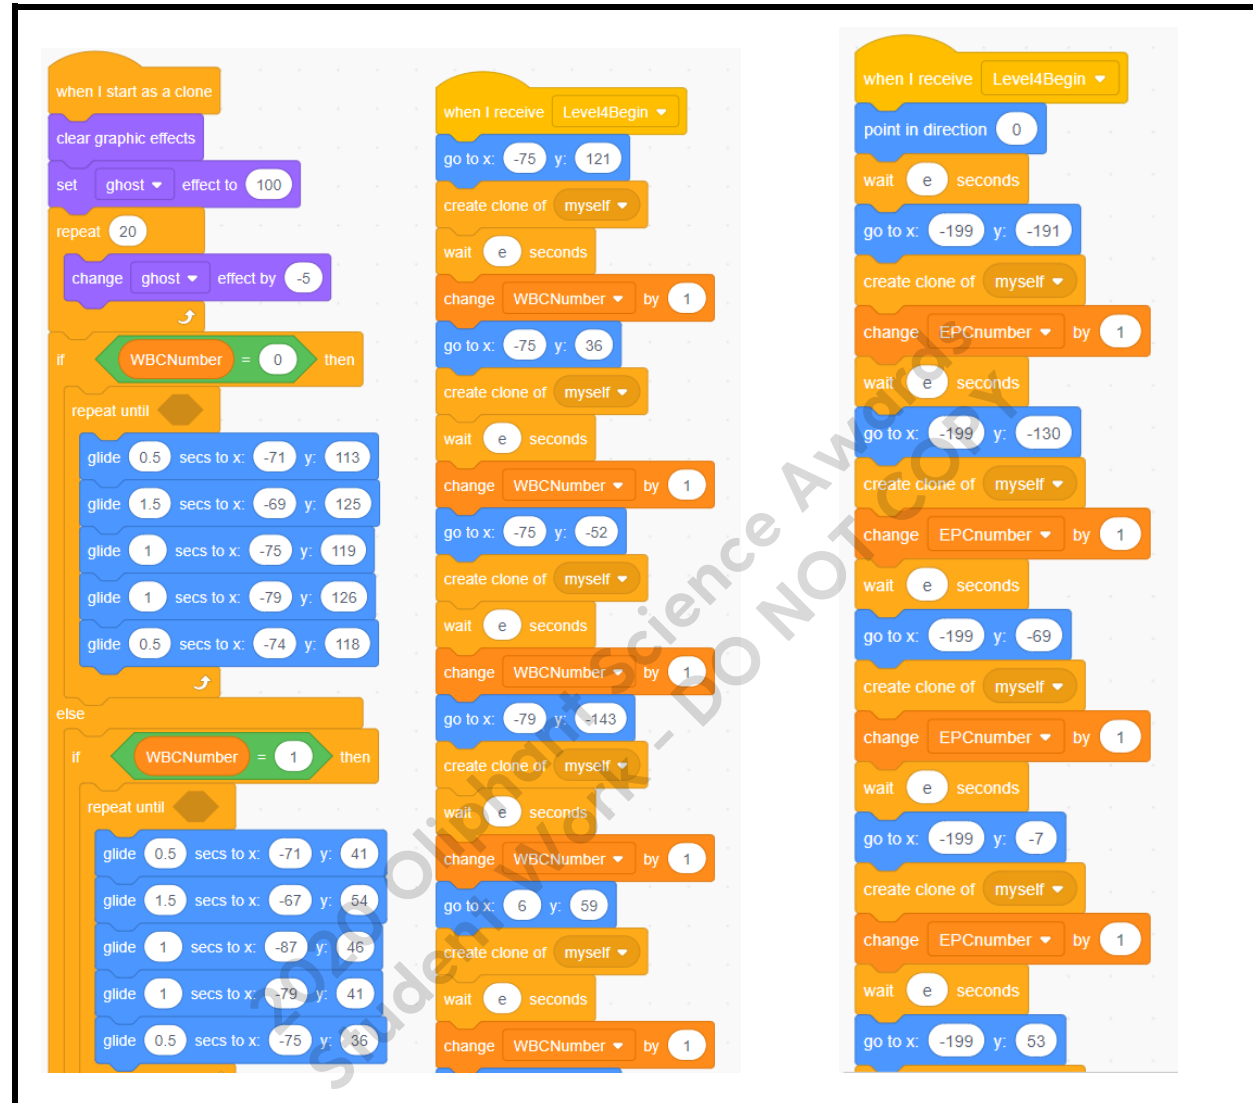 when I start as a clone
clear graphic effects
set ghost effect to 100
repeat 20
change ghost effect by -5
if WBCNumber = 0 then
repeat until
glide 0.5 secs to x: -71 y: 113
glide 1.5 secs to x: -69 y: 125
glide 1 secs to x: -75 y: 119
glide 1 secs to x: -79 y: 126
glide 0.5 secs to x: -74 y: 118
else
if WBCNumber = 1 then
repeat until
glide 0.5 secs to x: -71 y: 41
glide 1.5 secs to x: -67 y: 54
glide 1 secs to x: -87 y: 46
glide 1 secs to x: -79 y: 41
glide 0.5 secs to x: -75 y: 36
when I receive Level4Begin
go to x: -75 y: 121
create clone of myself
wait e seconds
change WBCNumber by 1
go to x: -75 y: 36
create clone of myself
wait e seconds
change WBCNumber by 1
go to x: -75 y: -52
create clone of myself
wait e seconds
change WBCNumber by 1
go to x: -79 y: -143
create clone of myself
wait e seconds
change WBCNumber by 1
go to x: 6 y: 59
create clone of myself
wait e seconds
change WBCNumber by 1
when I receive Level4Begin
point in direction 0
wait e seconds
go to x: -199 y: -191
create clone of myself
change EPCnumber by 1
wait e seconds
go to x: -199 y: -130
create clone of myself
change EPCnumber by 1
wait e seconds
go to x: -199 y: -69
create clone of myself
change EPCnumber by 1
wait e seconds
go to x: -199 y: -7
create clone of myself
change EPCnumber by 1
wait e seconds
go to x: -199 y: 53
2020 Oliphant Science Awards
Student Work - DO NOT COPY